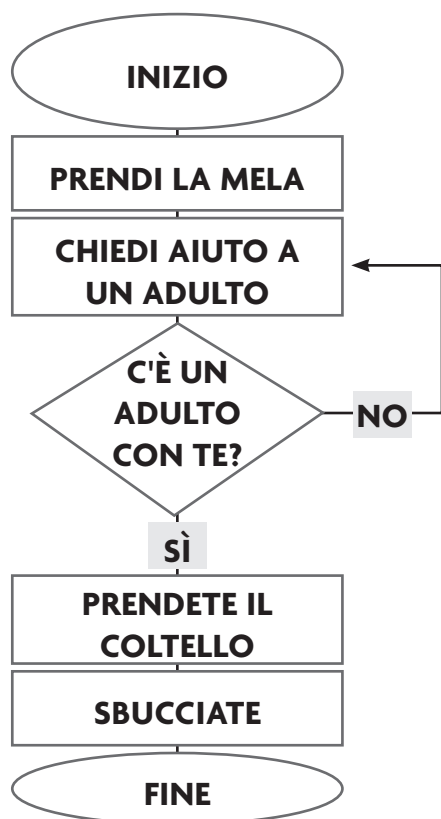 INIZIO
PRENDI LA MELA
CHIEDI AIUTO A
UN ADULTO
C'È UN
ADULTO
CON TE?
NO
SÌ
PRENDETE IL
COLTELLO
SBUCCIATE
FINE